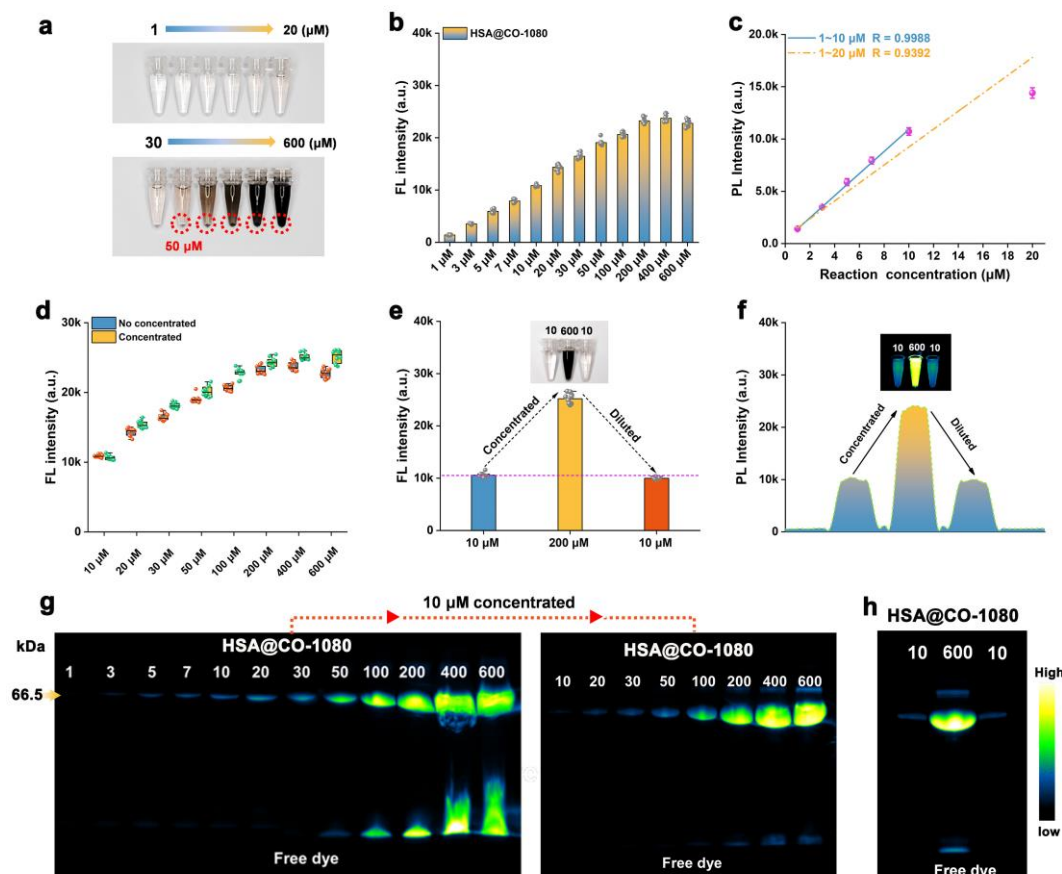 a
1 20 (μM)
30 600 (μM)
50 μM
b
HSA@CO-1080
FL intensity (a.u.)
40k
30k
20k
10k
0
1 μM 3 μM 5 μM 7 μM 10 μM 20 μM 30 μM 50 μM 100 μM 200 μM 400 μM 600 μM
c
1~10 μM R = 0.9988
1~20 μM R = 0.9392
PL Intensity (a.u.)
20.0k
15.0k
10.0k
5.0k
0.0
0 2 4 6 8 10 12 14 16 18 20
Reaction concentration (μM)
d
No concentrated
Concentrated
FL intensity (a.u.)
30k
20k
10k
0
10 μM 20 μM 30 μM 50 μM 100 μM 200 μM 400 μM 600 μM
e
10 600 10
Concentrated
Diluted
FL intensity (a.u.)
40k
30k
20k
10k
0
10 μM 200 μM 10 μM
f
10 600 10
Concentrated
Diluted
PL Intensity (a.u.)
40k
30k
20k
10k
0
g
10 μM concentrated
kDa
HSA@CO-1080
1 3 5 7 10 20 30 50 100 200 400 600
66.5
Free dye
HSA@CO-1080
10 20 30 50 100 200 400 600
Free dye
h
HSA@CO-1080
10 600 10
Free dye
High
low